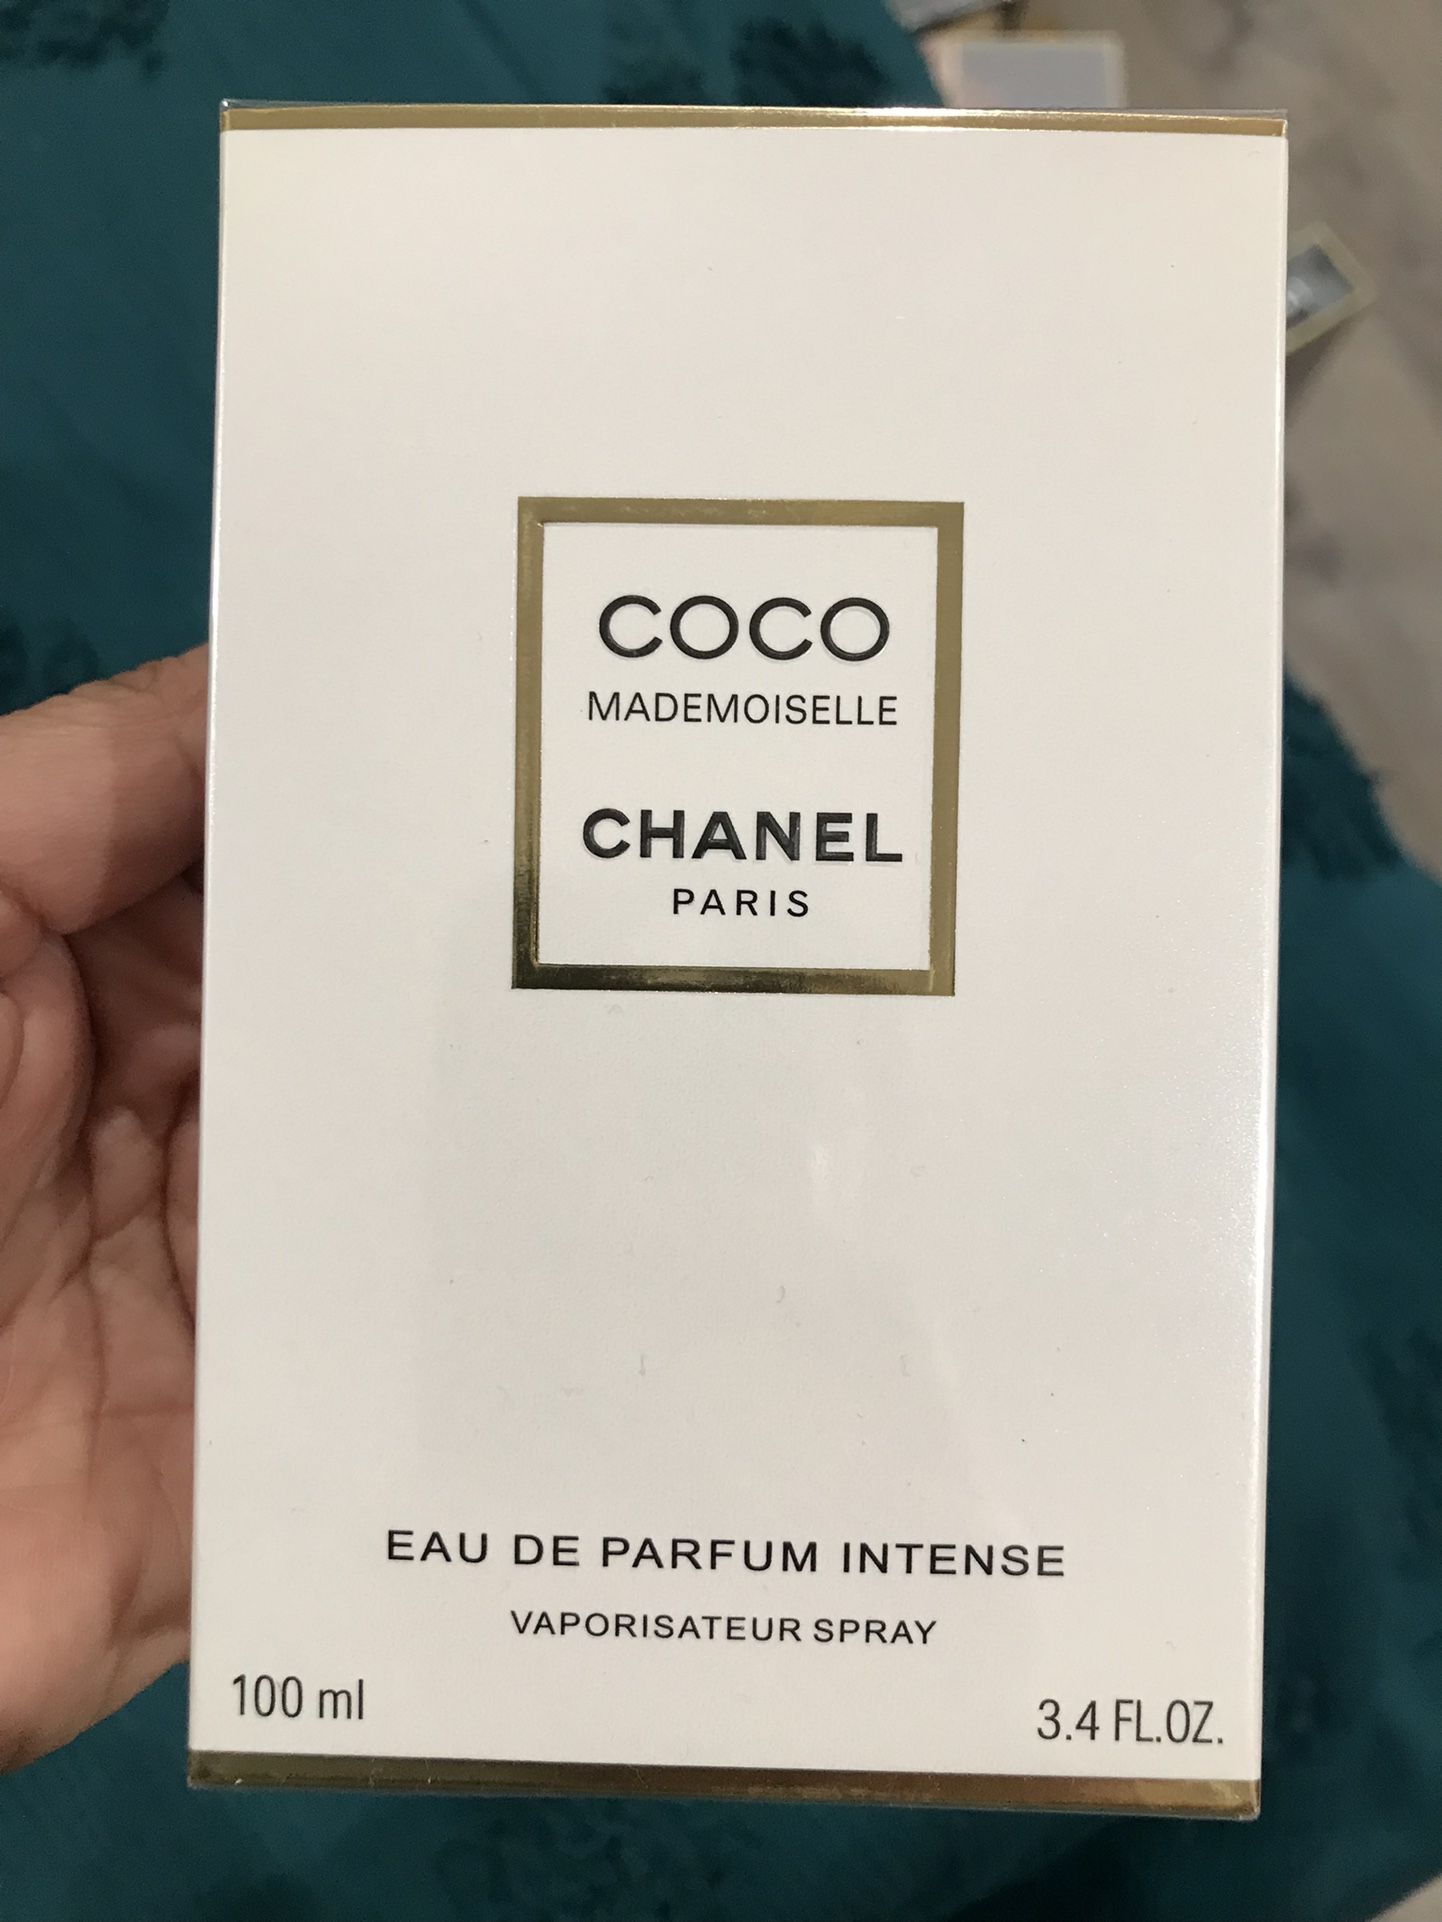 COCO
MADEMOISELLE
CHANEL
PARIS
EAU DE PARFUM INTENSE
VAPORISATEUR SPRAY
100 ml
3.4 FL.OZ.